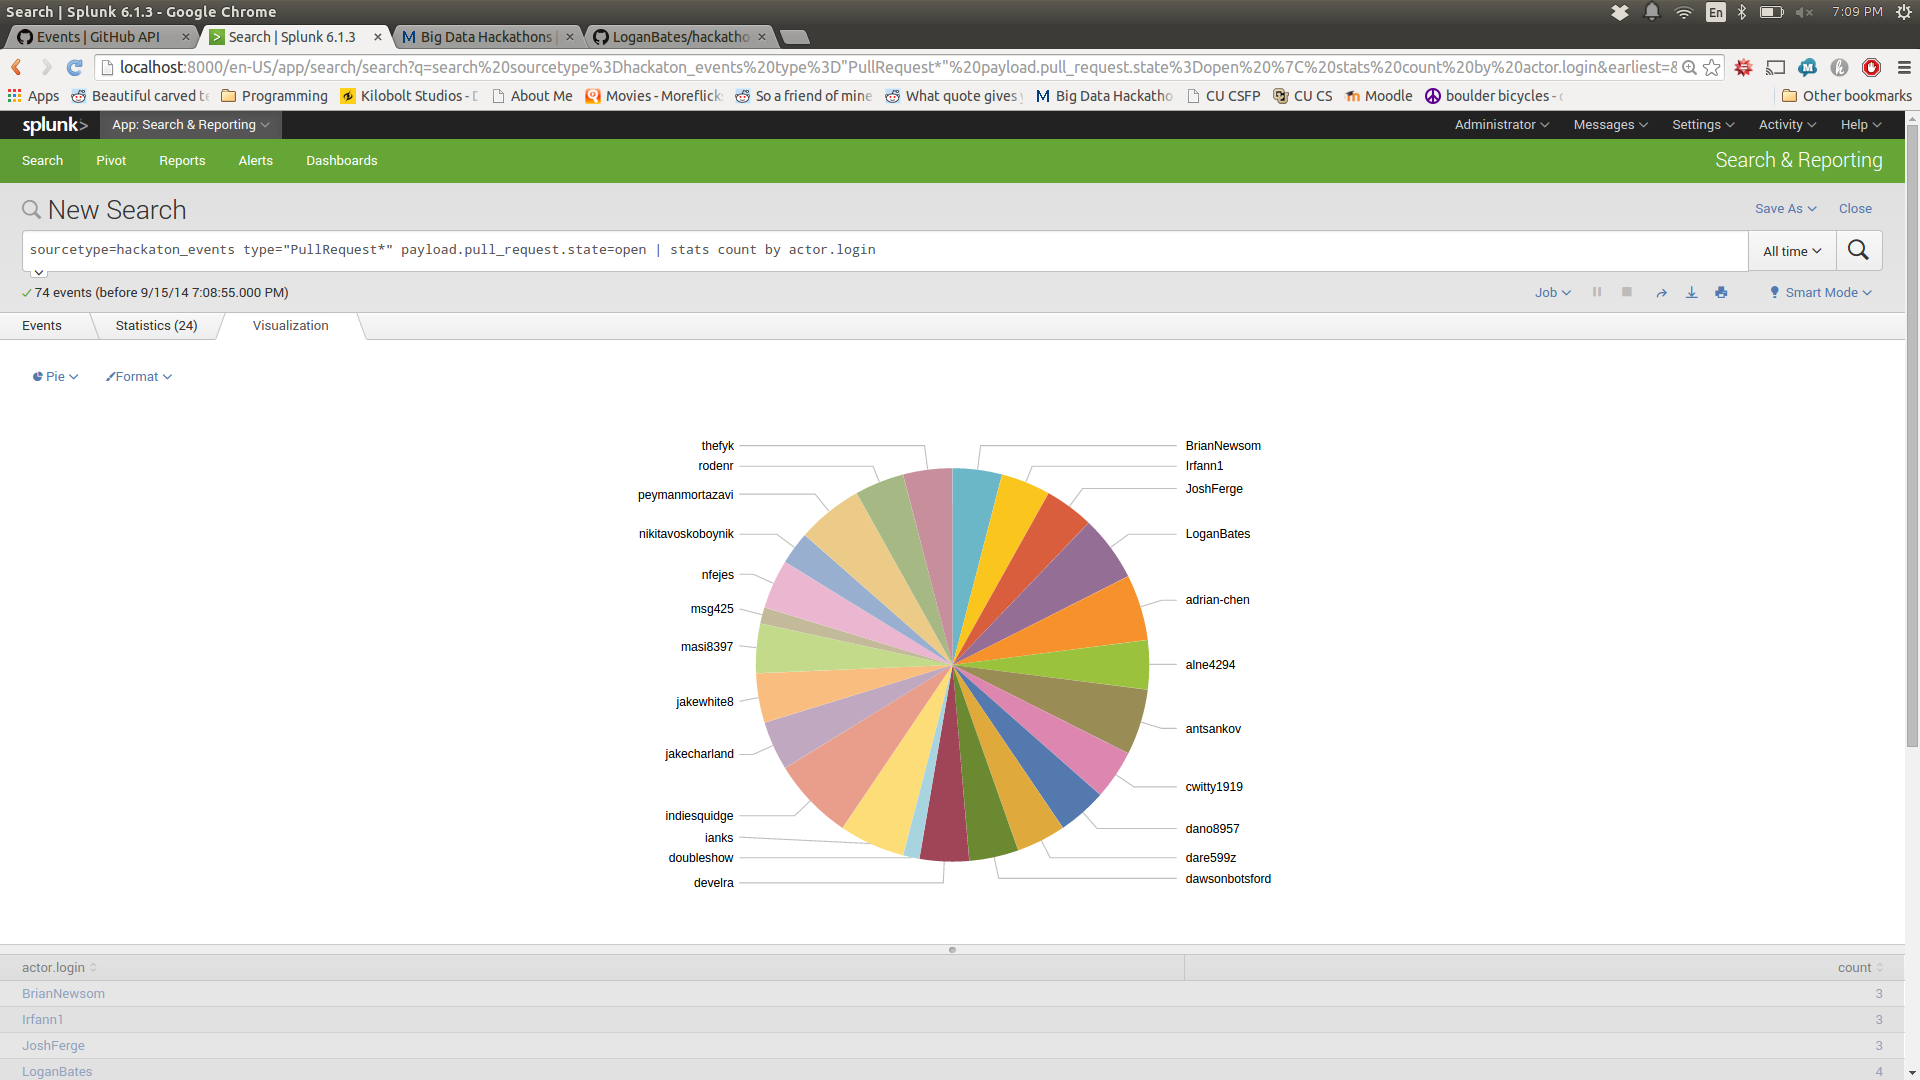 Search | Splunk 6.1.3 - Google Chrome
En
7:09 PM
Events | GitHub API
Search | Splunk 6.1.3
Big Data Hackathons |
LoganBates/hackatho
localhost:8000/en-US/app/search/search?q=search%20sourcetype%3Dhackaton_events%20type%3D"PullRequest*"%20payload.pull_request.state%3Dopen%20%7C%20stats%20count%20by%20actor.login&earliest=&
Apps
Beautiful carved t
Programming
Kilobolt Studios -
About Me
Movies - Moreflick
So a friend of mine
What quote gives
Big Data Hackatho
CU CSFP
CU CS
Moodle
boulder bicycles -
Other bookmarks
splunk>
App: Search & Reporting
Administrator
Messages
Settings
Activity
Help
Search
Pivot
Reports
Alerts
Dashboards
Search & Reporting
New Search
Save As
Close
sourcetype=hackaton_events type="PullRequest*" payload.pull_request.state=open | stats count by actor.login
All time
74 events (before 9/15/14 7:08:55.000 PM)
Job
Smart Mode
Events
Statistics (24)
Visualization
Pie
Format
thefyk
rodenr
peymanmortazavi
nikitavoskoboynik
nfejes
msg425
masi8397
jakewhite8
jakecharland
indiesquidge
ianks
doubleshow
develra
BrianNewsom
Irfann1
JoshFerge
LoganBates
adrian-chen
alne4294
antsankov
cwitty1919
dano8957
dare599z
dawsonbotsford
actor.login
count
BrianNewsom
3
Irfann1
3
JoshFerge
3
LoganBates
4